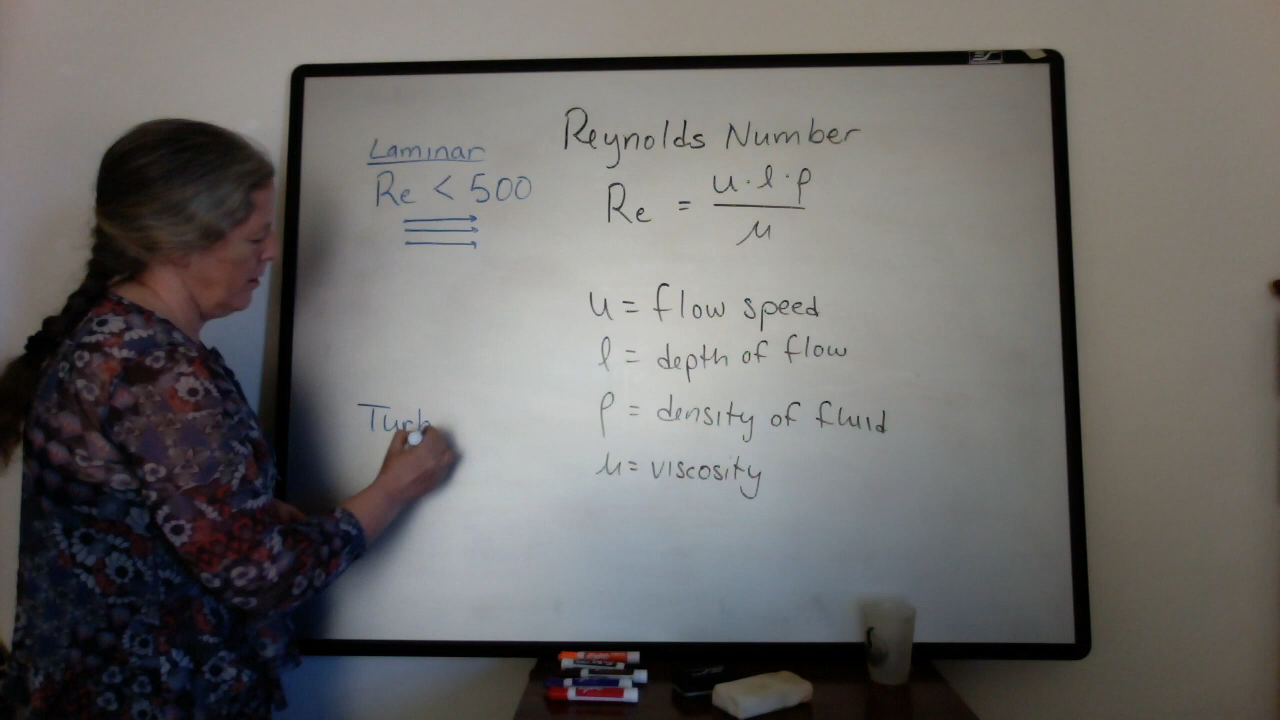 Reynolds Number
Laminar
Re < 500
Re = u · l · ρ / μ
u = flow speed
l = depth of flow
ρ = density of fluid
μ = viscosity
Turb